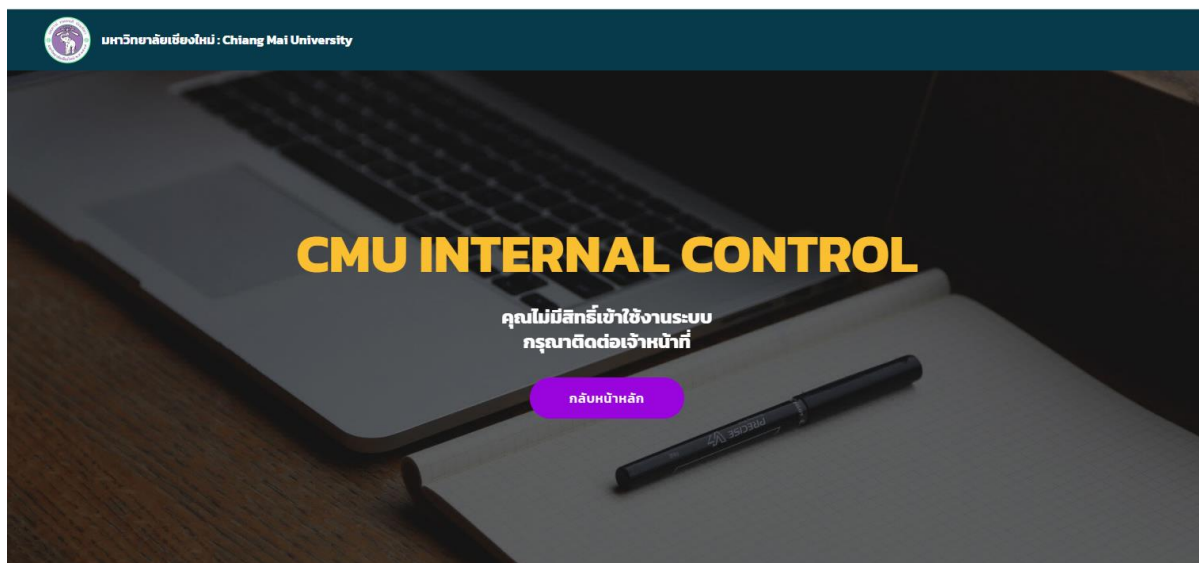 มหาวิทยาลัยเชียงใหม่ : Chiang Mai University
CMU INTERNAL CONTROL
คุณไม่มีสิทธิ์เข้าใช้งานระบบ
กรุณาติดต่อเจ้าหน้าที่
กลับหน้าหลัก
PRECISE V7